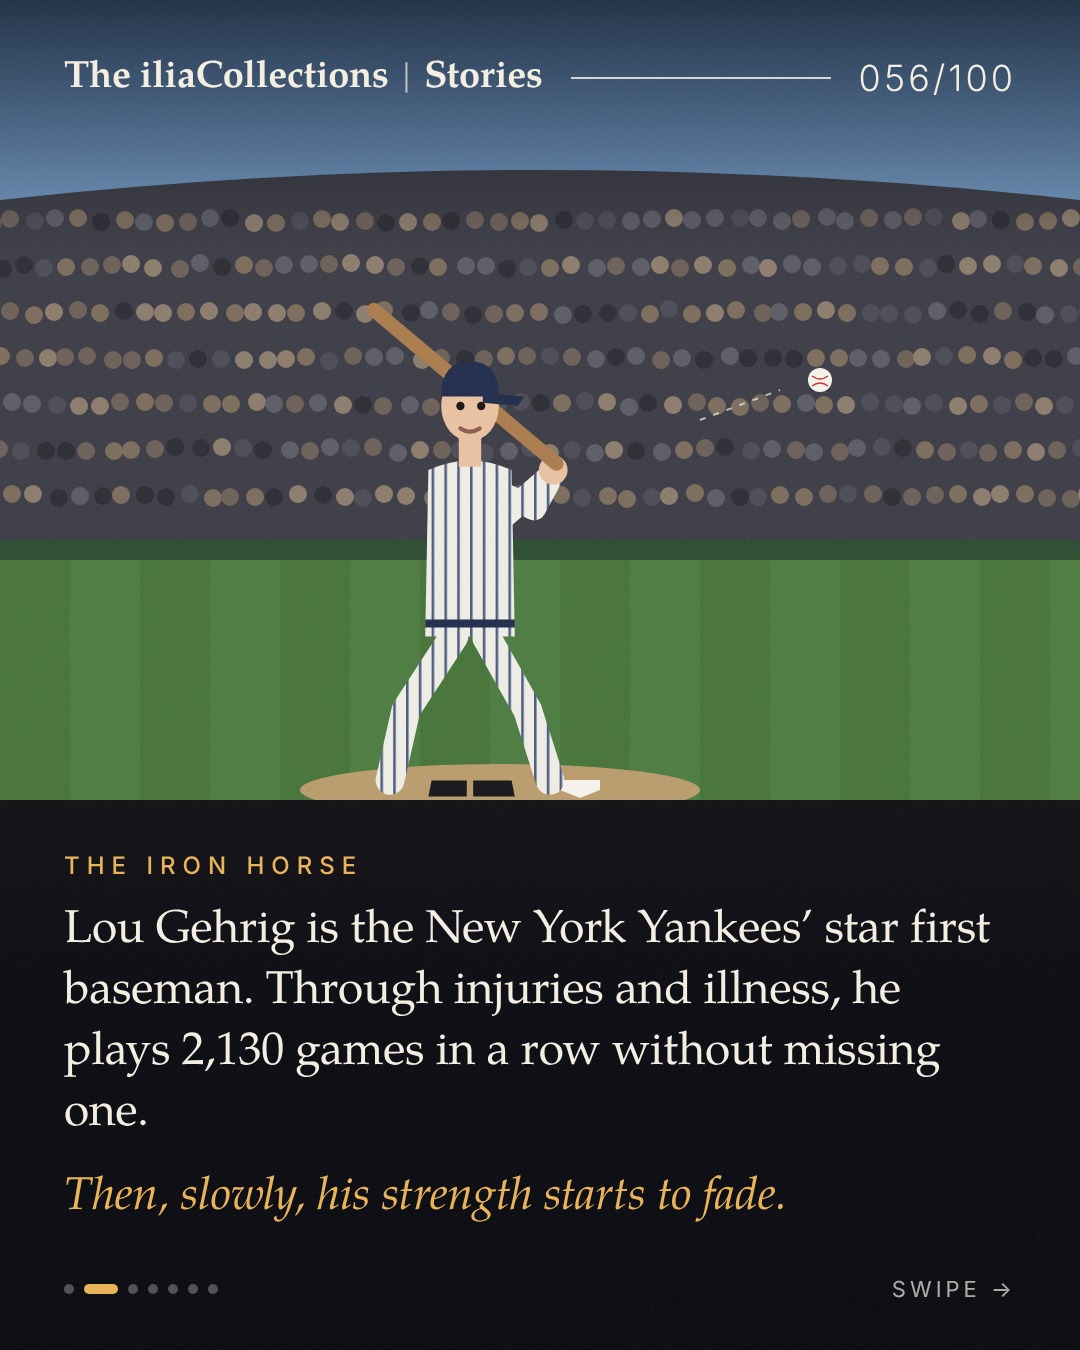 The iliaCollections | Stories
056/100
THE IRON HORSE
Lou Gehrig is the New York Yankees’ star first
baseman. Through injuries and illness, he
plays 2,130 games in a row without missing
one.
Then, slowly, his strength starts to fade.
SWIPE →